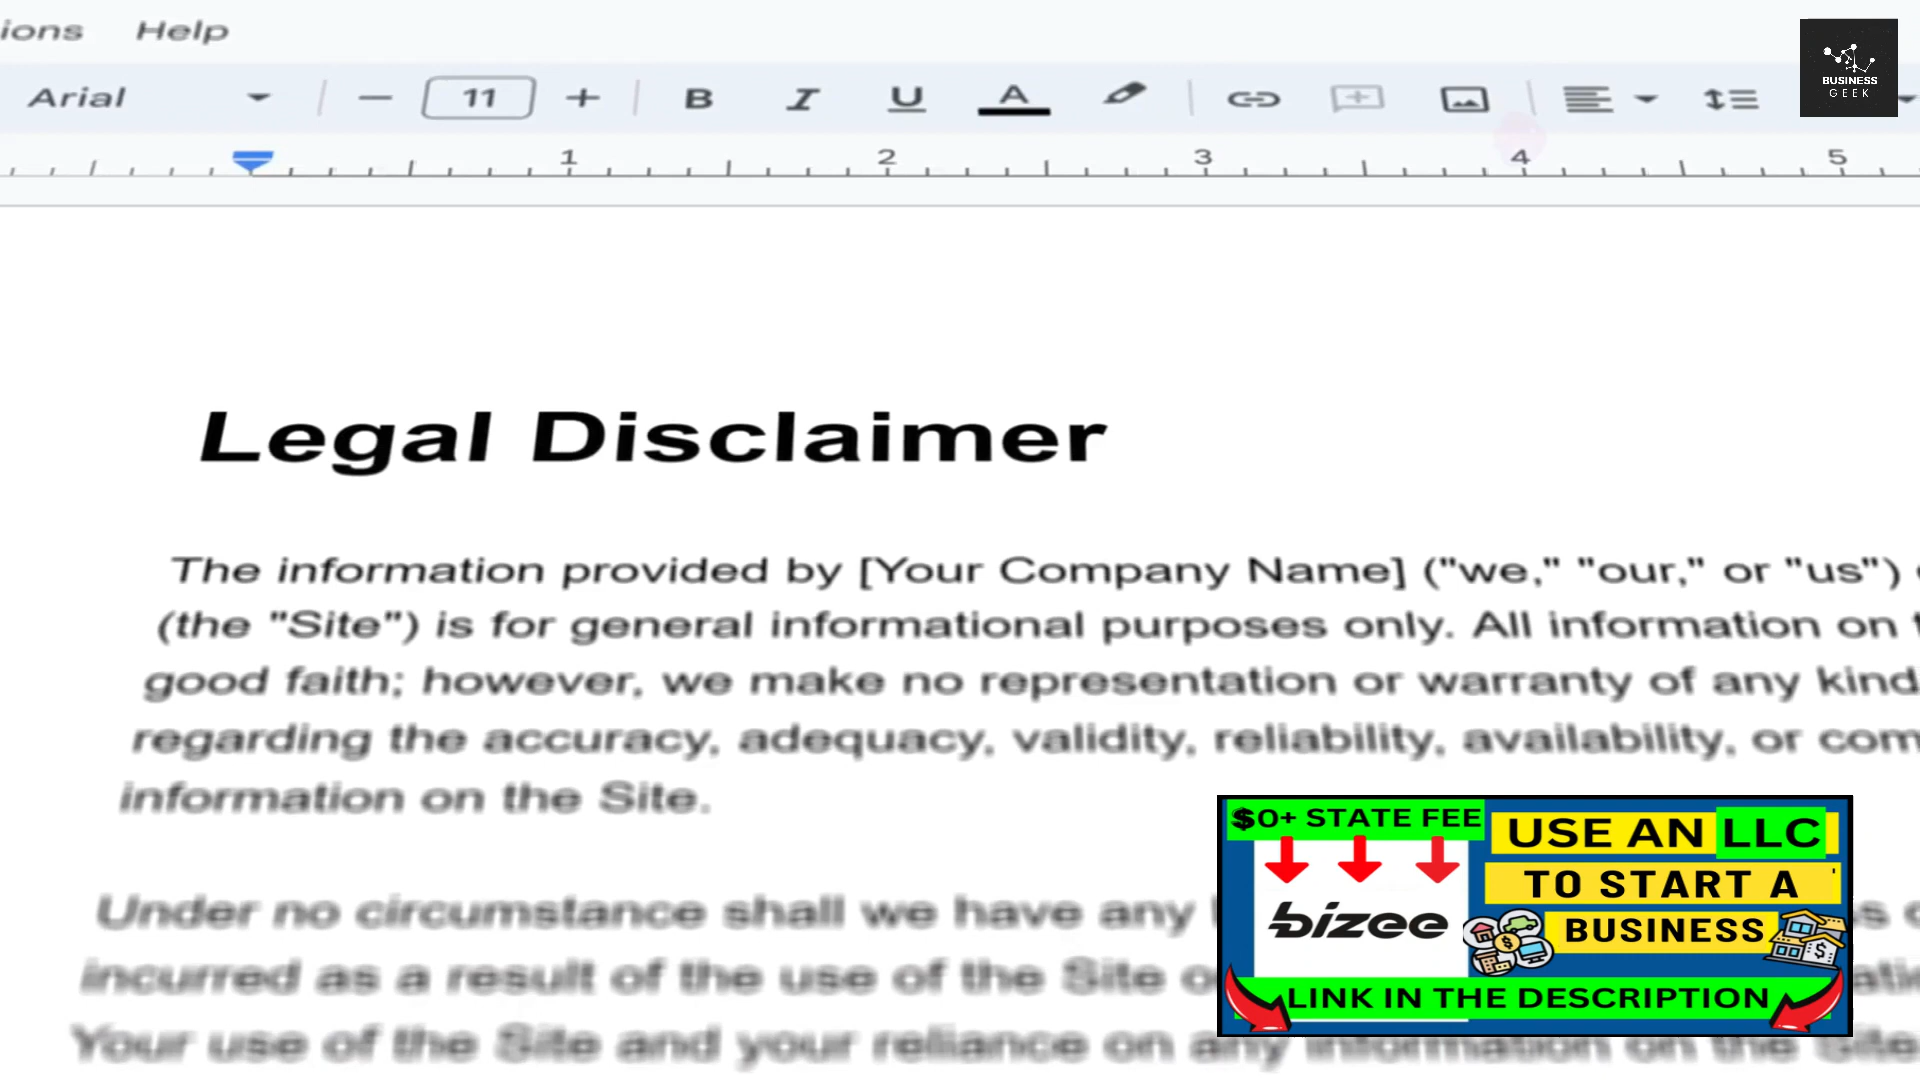 ions Help
Arial 11 B I U A
1 2 3 4 5
BUSINESS
GEEK
Legal Disclaimer
The information provided by [Your Company Name] ("we," "our," or "us")
(the "Site") is for general informational purposes only. All information on
good faith; however, we make no representation or warranty of any kind
regarding the accuracy, adequacy, validity, reliability, availability, or com
information on the Site.
Under no circumstance shall we have any
incurred as a result of the use of the Site
Your use of the Site and your reliance on any information on the Site
$0+ STATE FEE
bizee
USE AN LLC
TO START A
BUSINESS
LINK IN THE DESCRIPTION